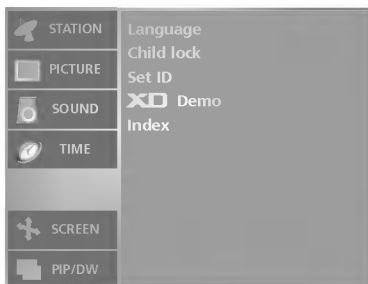 STATION
PICTURE
SOUND
TIME
SCREEN
PIP/DW
Language
Child lock
Set ID
XD Demo
Index